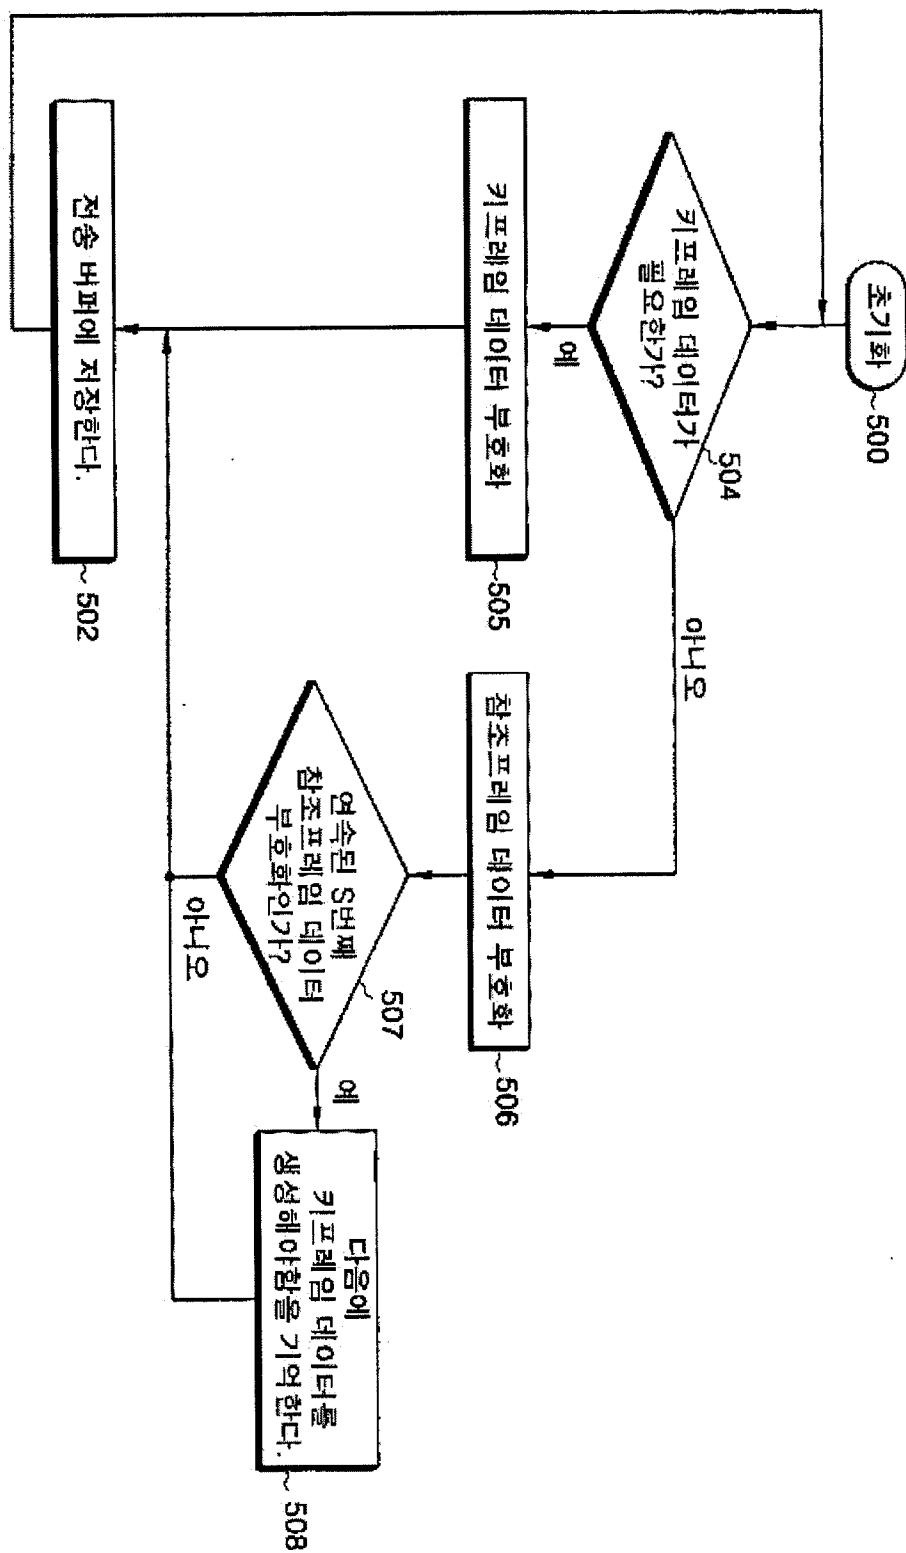 초기화
500
키프레임 데이터가
필요한가?
504
예
아니오
키프레임 데이터 부호화
505
참조프레임 데이터 부호화
506
연속된 S번째
참조프레임 데이터
부호화인가?
507
예
아니오
다음에
키프레임 데이터를
생성해야함을 기억한다.
508
전송 버퍼에 저장한다.
502